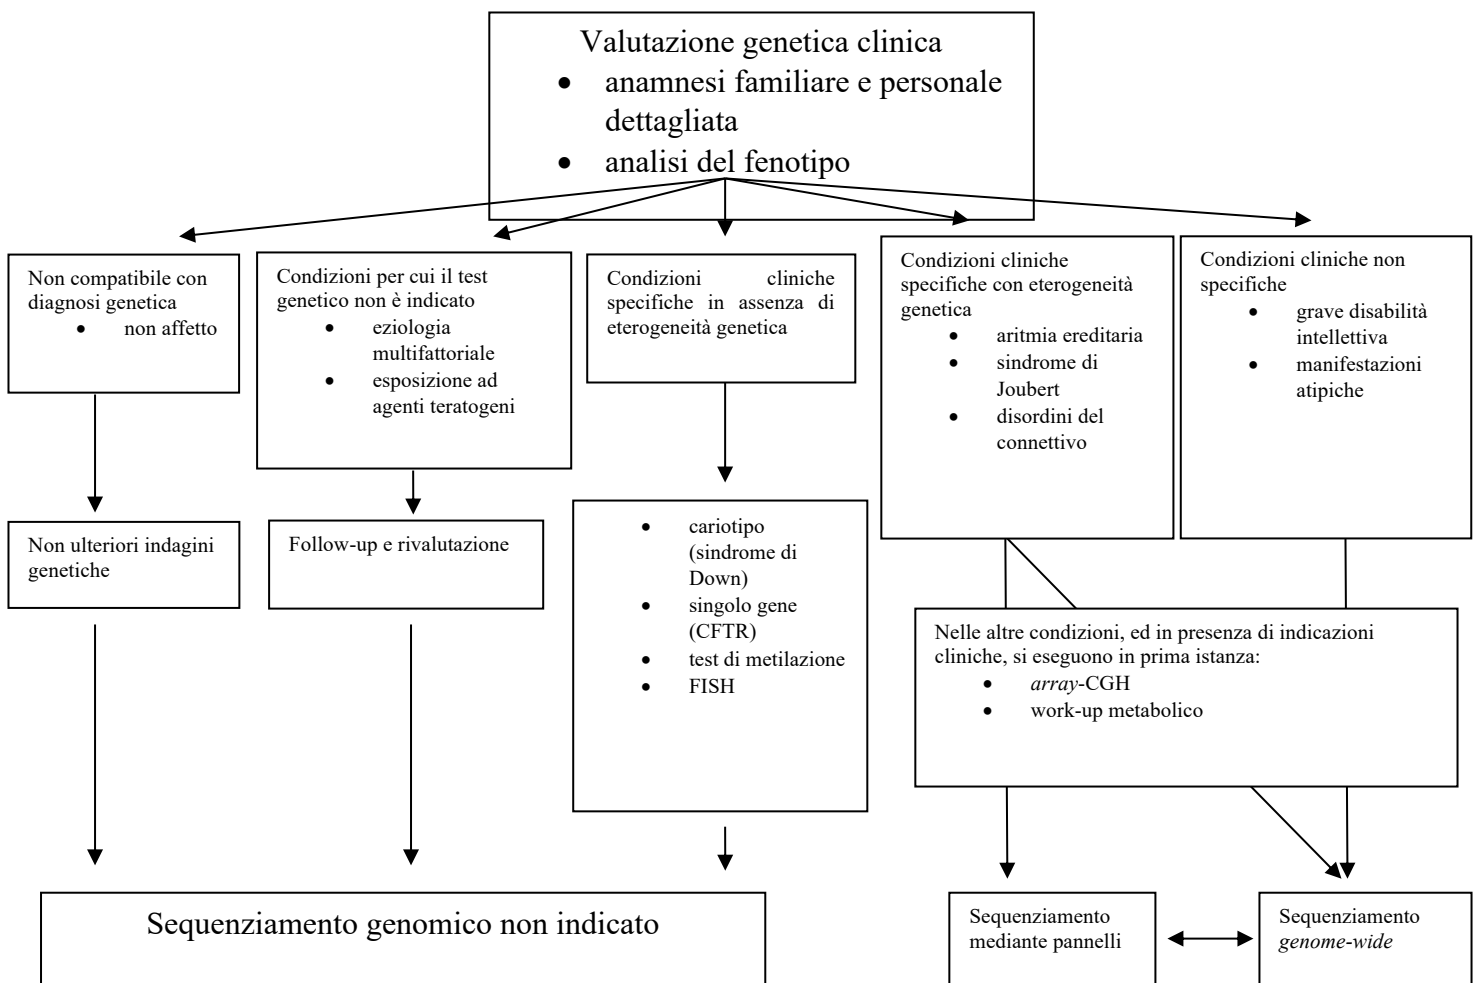 Valutazione genetica clinica
• anamnesi familiare e personale
dettagliata
• analisi del fenotipo
Non compatibile con
diagnosi genetica
• non affetto
Condizioni per cui il test
genetico non è indicato
• eziologia
multifattoriale
• esposizione ad
agenti teratogeni
Condizioni cliniche
specifiche in assenza di
eterogeneità genetica
Condizioni cliniche
specifiche con eterogeneità
genetica
• aritmia ereditaria
• sindrome di
Joubert
• disordini del
connettivo
Condizioni cliniche non
specifiche
• grave disabilità
intellettiva
• manifestazioni
atipiche
Non ulteriori indagini
genetiche
Follow-up e rivalutazione
• cariotipo
(sindrome di
Down)
• singolo gene
(CFTR)
• test di metilazione
• FISH
Nelle altre condizioni, ed in presenza di indicazioni
cliniche, si eseguono in prima istanza:
• array-CGH
• work-up metabolico
Sequenziamento genomico non indicato
Sequenziamento
mediante pannelli
Sequenziamento
genome-wide